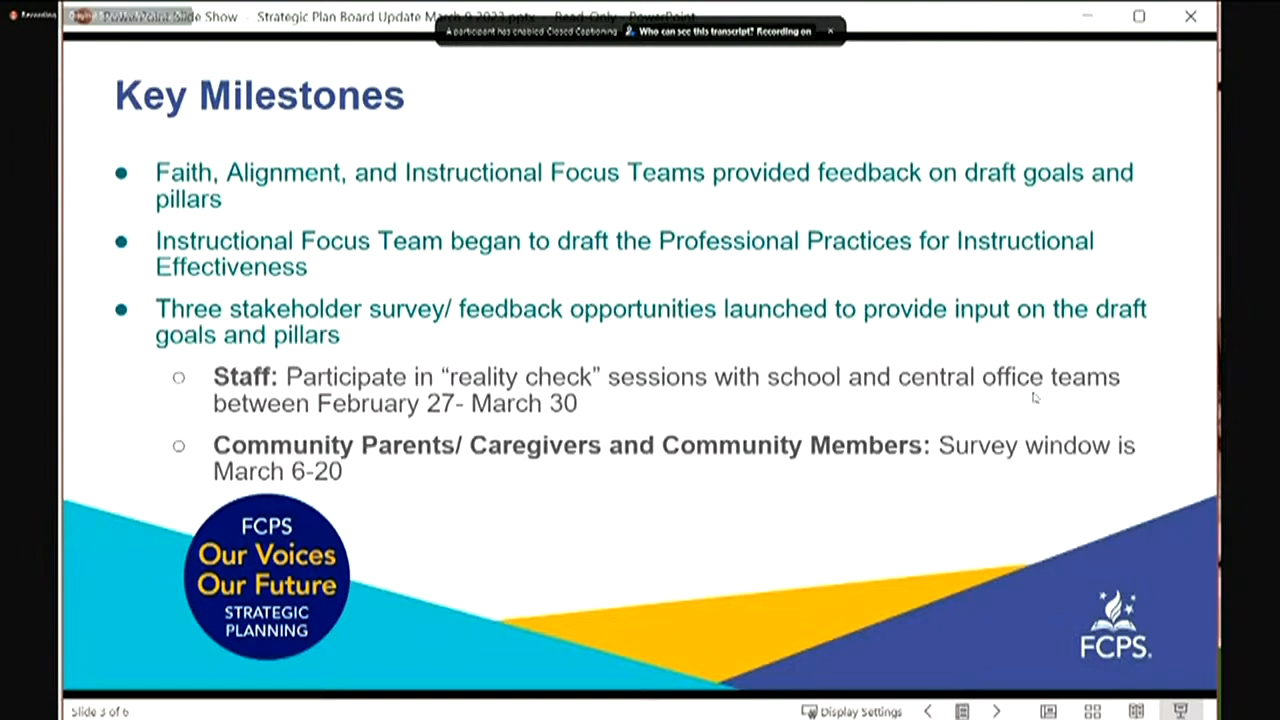 Recording
Slide Show - Strategic Plan Board Update March 9 2023.pptx - Read-Only - PowerPoint
A participant has enabled Closed Captioning Who can see this transcript? Recording on
Key Milestones
Faith, Alignment, and Instructional Focus Teams provided feedback on draft goals and
pillars
Instructional Focus Team began to draft the Professional Practices for Instructional
Effectiveness
Three stakeholder survey/ feedback opportunities launched to provide input on the draft
goals and pillars
Staff: Participate in “reality check” sessions with school and central office teams
between February 27- March 30
Community Parents/ Caregivers and Community Members: Survey window is
March 6-20
FCPS
Our Voices
Our Future
STRATEGIC
PLANNING
FCPS.
Slide 3 of 6
Display Settings